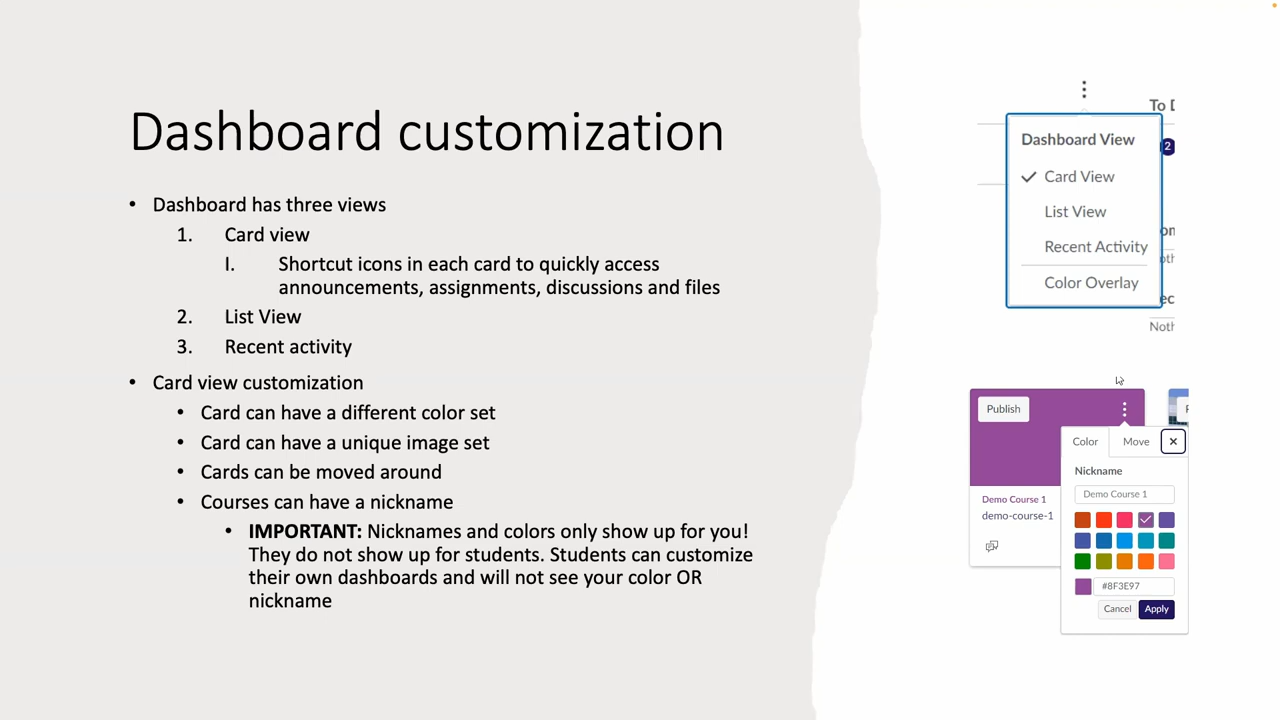 Dashboard customization
• Dashboard has three views
1. Card view
I. Shortcut icons in each card to quickly access
announcements, assignments, discussions and files
2. List View
3. Recent activity
• Card view customization
• Card can have a different color set
• Card can have a unique image set
• Cards can be moved around
• Courses can have a nickname
• IMPORTANT: Nicknames and colors only show up for you!
They do not show up for students. Students can customize
their own dashboards and will not see your color OR
nickname
To D
Dashboard View
2
Card View
List View
Recent Activity
Color Overlay
Noth
Publish
Color Move
Nickname
Demo Course 1
Demo Course 1
demo-course-1
#8F3E97
Cancel Apply